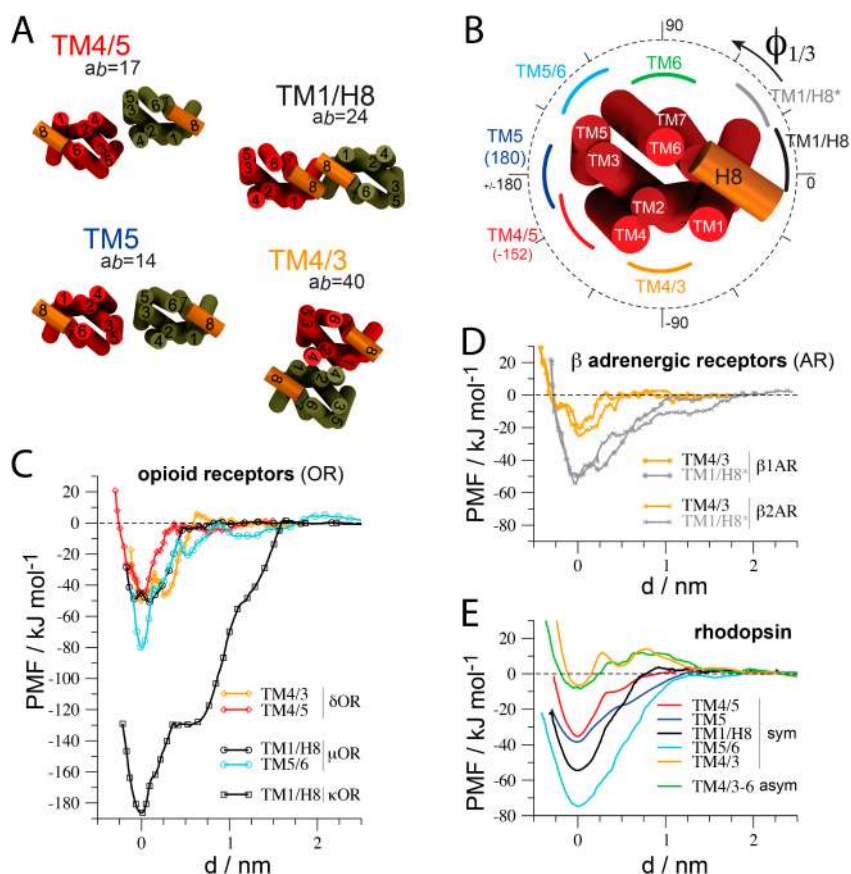 A
TM4/5
ab=17
TM1/H8
ab=24
TM5
ab=14
TM4/3
ab=40
B
90
ϕ1/3
TM6
TM5/6
TM1/H8*
TM1/H8
TM5
(180)
+/-180
0
TM4/5
(-152)
TM4/3
-90
TM7
TM5
TM6
TM3
H8
TM2
TM4
TM1
C
opioid receptors (OR)
PMF / kJ mol-1
20
0
-20
-40
-60
-80
-100
-120
-140
-160
-180
TM4/3
TM4/5
δOR
TM1/H8
TM5/6
μOR
TM1/H8
κOR
0
1
2
d / nm
D
β adrenergic receptors (AR)
PMF / kJ mol-1
20
0
-20
-40
-60
-80
TM4/3
TM1/H8*
β1AR
TM4/3
TM1/H8*
β2AR
0
1
2
d / nm
E
rhodopsin
PMF / kJ mol-1
20
0
-20
-40
-60
-80
TM4/5
TM5
TM1/H8
TM5/6
TM4/3
sym
TM4/3-6
asym
0
1
2
d / nm